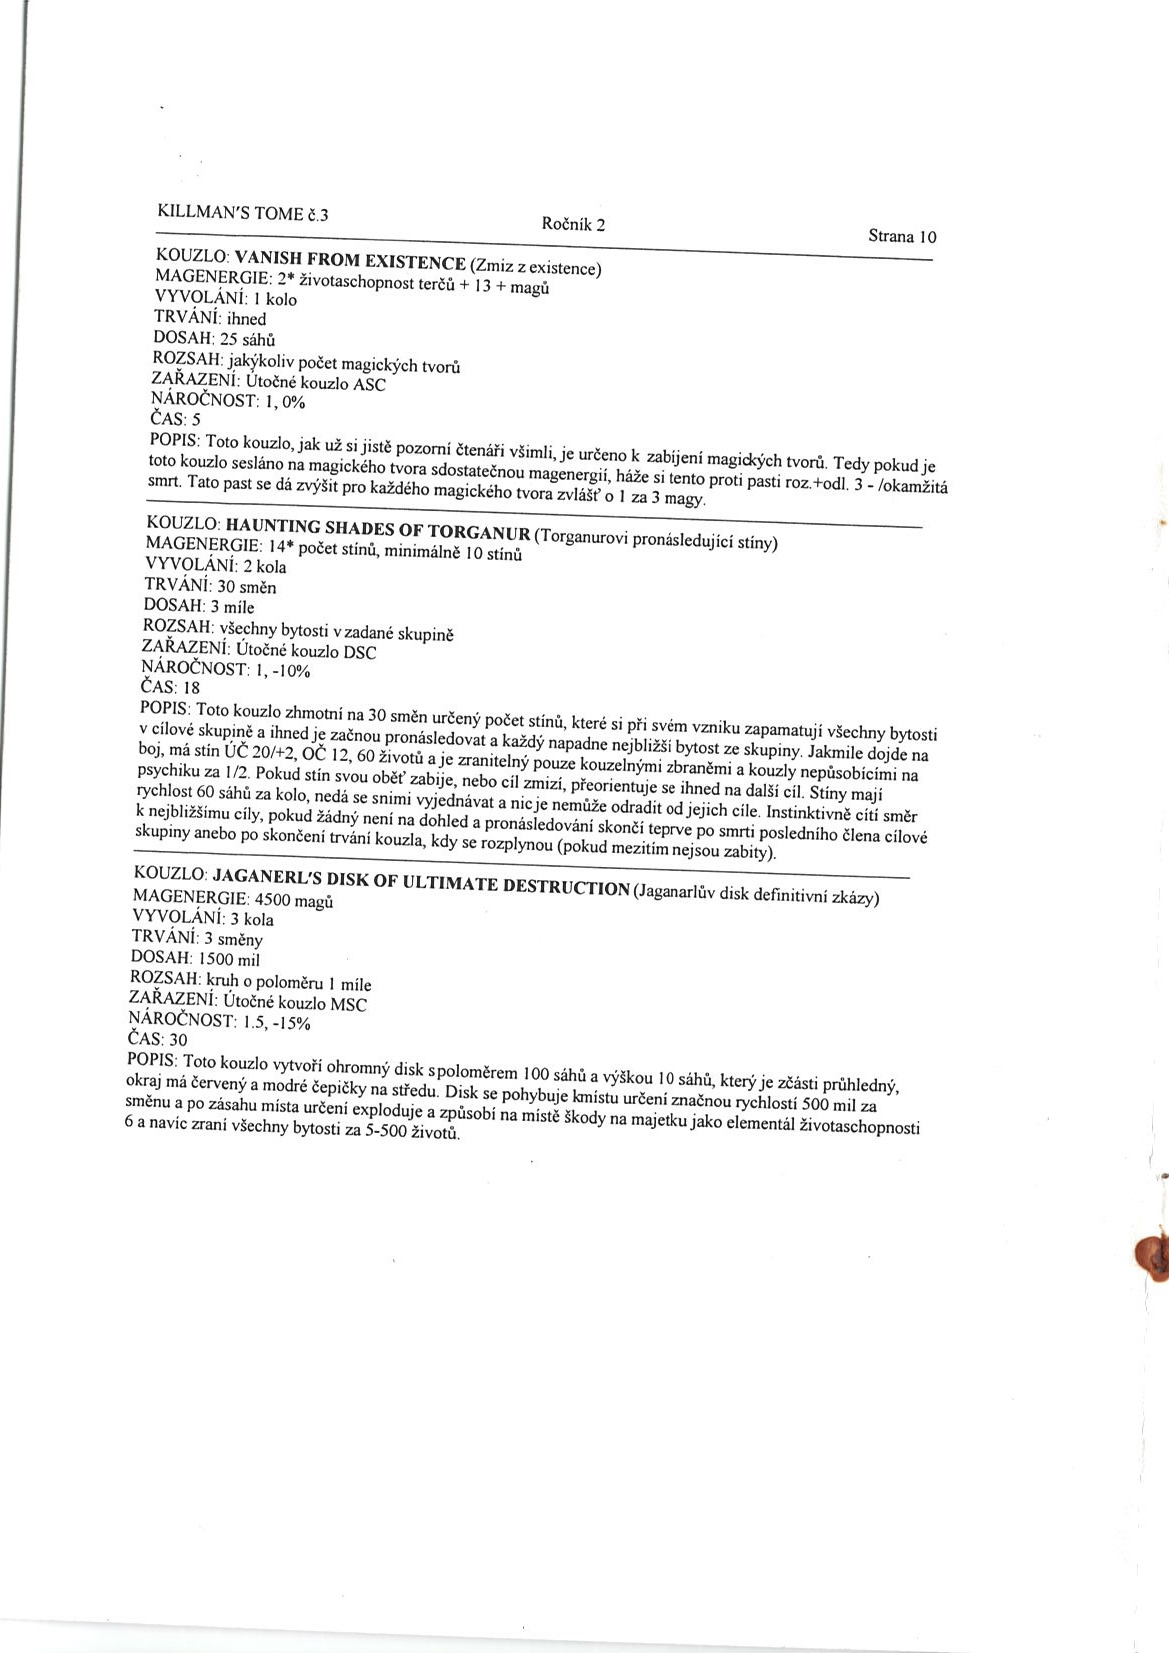 KILLMAN'S TOME č.3
Ročník 2
Strana 10
KOUZLO: VANISH FROM EXISTENCE (Zmiz z existence)
MAGENERGIE: 2* životaschopnost terčů + 13 + magů
VYVOLÁNÍ: 1 kolo
TRVÁNÍ: ihned
DOSAH: 25 sáhů
ROZSAH: jakýkoliv počet magických tvorů
ZAŘAZENÍ: Útočné kouzlo ASC
NÁROČNOST: 1, 0%
ČAS: 5
POPIS: Toto kouzlo, jak už si jistě pozorní čtenáři všimli, je určeno k zabíjení magických tvorů. Tedy pokud je
toto kouzlo sesláno na magického tvora sdostatečnou magenergií, háže si tento proti pasti roz.+odl. 3 - /okamžitá
smrt. Tato past se dá zvýšit pro každého magického tvora zvlášť o 1 za 3 magy.
KOUZLO: HAUNTING SHADES OF TORGANUR (Torganurovi pronásledující stíny)
MAGENERGIE: 14* počet stínů, minimálně 10 stínů
VYVOLÁNÍ: 2 kola
TRVÁNÍ: 30 směn
DOSAH: 3 míle
ROZSAH: všechny bytosti v zadané skupině
ZAŘAZENÍ: Útočné kouzlo DSC
NÁROČNOST: 1, -10%
ČAS: 18
POPIS: Toto kouzlo zhmotní na 30 směn určený počet stínů, které si při svém vzniku zapamatují všechny bytosti
v cílové skupině a ihned je začnou pronásledovat a každý napadne nejbližší bytost ze skupiny. Jakmile dojde na
boj, má stín ÚČ 20/+2, OČ 12, 60 životů a je zranitelný pouze kouzelnými zbraněmi a kouzly nepůsobícími na
psychiku za 1/2. Pokud stín svou oběť zabije, nebo cíl zmizí, přeorientuje se ihned na další cíl. Stíny mají
rychlost 60 sáhů za kolo, nedá se snimi vyjednávat a nic je nemůže odradit od jejich cíle. Instinktivně cítí směr
k nejbližšímu cíly, pokud žádný není na dohled a pronásledování skončí teprve po smrti posledního člena cílové
skupiny anebo po skončení trvání kouzla, kdy se rozplynou (pokud mezitím nejsou zabity).
KOUZLO: JAGANERL'S DISK OF ULTIMATE DESTRUCTION (Jaganarlův disk definitivní zkázy)
MAGENERGIE: 4500 magů
VYVOLÁNÍ: 3 kola
TRVÁNÍ: 3 směny
DOSAH: 1500 mil
ROZSAH: kruh o poloměru 1 míle
ZAŘAZENÍ: Útočné kouzlo MSC
NÁROČNOST: 1.5, -15%
ČAS: 30
POPIS: Toto kouzlo vytvoří ohromný disk spoloměrem 100 sáhů a výškou 10 sáhů, který je zčásti průhledný,
okraj má červený a modré čepičky na středu. Disk se pohybuje kmístu určení značnou rychlostí 500 mil za
směnu a po zásahu místa určení exploduje a způsobí na místě škody na majetku jako elementál životaschopnosti
6 a navíc zraní všechny bytosti za 5-500 životů.